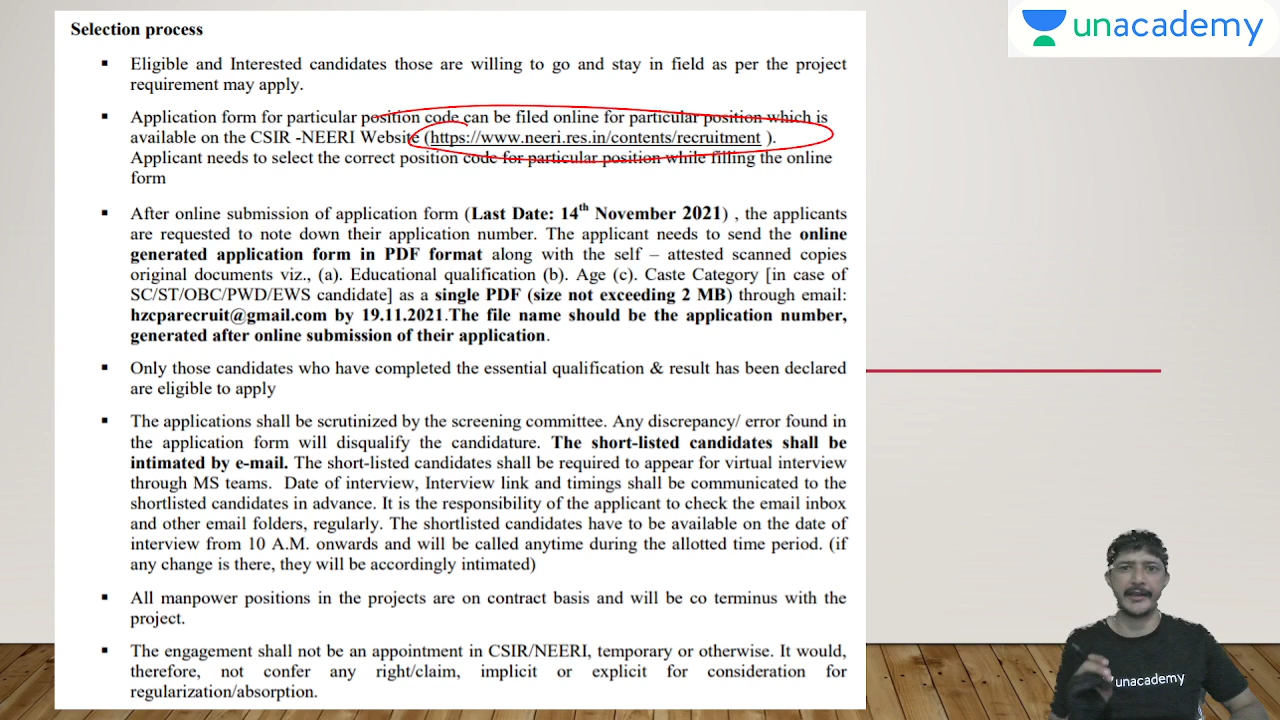 Selection process
unacademy
▪ Eligible and Interested candidates those are willing to go and stay in field as per the project
requirement may apply.
▪ Application form for particular position code can be filed online for particular position which is
available on the CSIR -NEERI Website (https://www.neeri.res.in/contents/recruitment ).
Applicant needs to select the correct position code for particular position while filling the online
form
▪ After online submission of application form (Last Date: 14th November 2021) , the applicants
are requested to note down their application number. The applicant needs to send the online
generated application form in PDF format along with the self – attested scanned copies
original documents viz., (a). Educational qualification (b). Age (c). Caste Category [in case of
SC/ST/OBC/PWD/EWS candidate] as a single PDF (size not exceeding 2 MB) through email:
hzcparecruit@gmail.com by 19.11.2021.The file name should be the application number,
generated after online submission of their application.
▪ Only those candidates who have completed the essential qualification & result has been declared
are eligible to apply
▪ The applications shall be scrutinized by the screening committee. Any discrepancy/ error found in
the application form will disqualify the candidature. The short-listed candidates shall be
intimated by e-mail. The short-listed candidates shall be required to appear for virtual interview
through MS teams. Date of interview, Interview link and timings shall be communicated to the
shortlisted candidates in advance. It is the responsibility of the applicant to check the email inbox
and other email folders, regularly. The shortlisted candidates have to be available on the date of
interview from 10 A.M. onwards and will be called anytime during the allotted time period. (if
any change is there, they will be accordingly intimated)
▪ All manpower positions in the projects are on contract basis and will be co terminus with the
project.
▪ The engagement shall not be an appointment in CSIR/NEERI, temporary or otherwise. It would,
therefore, not confer any right/claim, implicit or explicit for consideration for
regularization/absorption.
unacademy